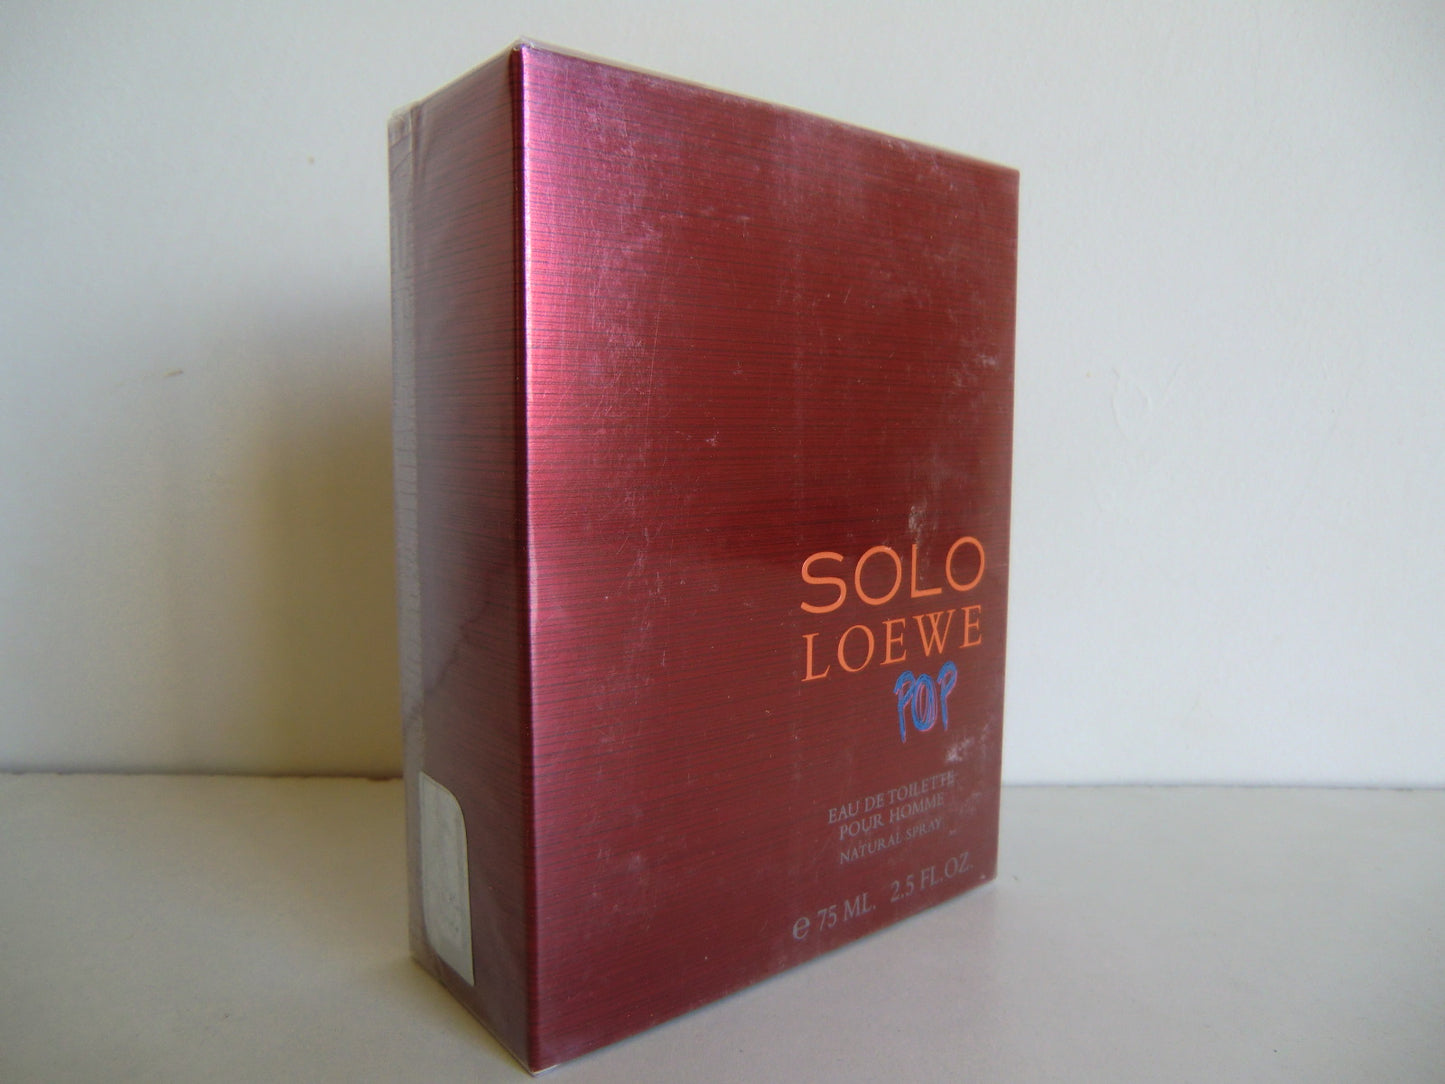 SOLO
LOEWE
POP
EAU DE TOILETTE
POUR HOMME
NATURAL SPRAY
e 75 ML. 2.5 FL.OZ.